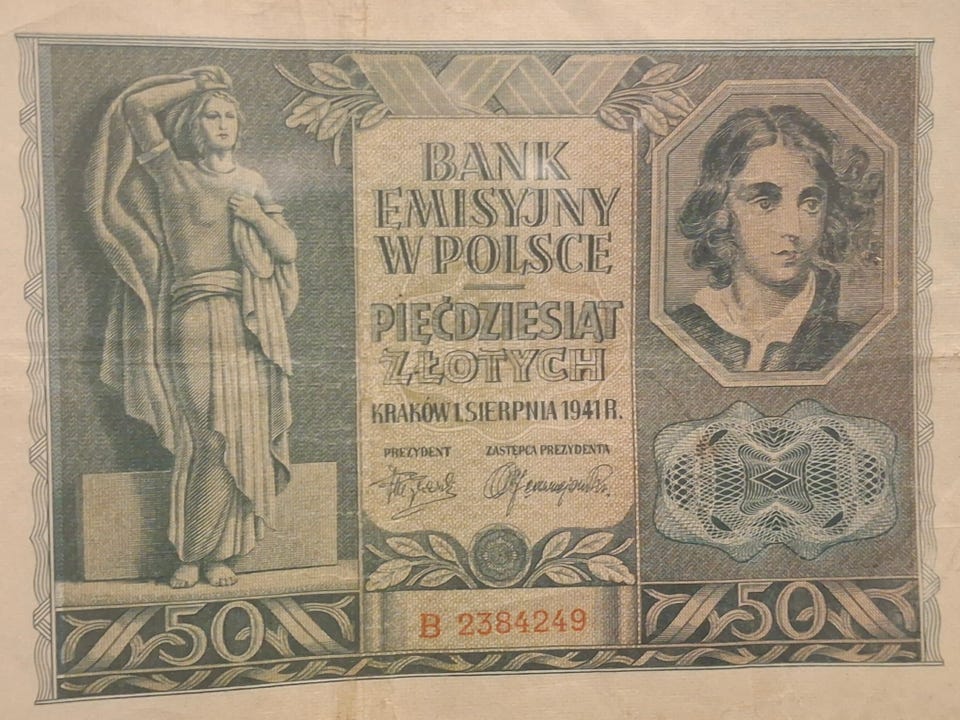 BANK
EMISYJNY
W POLSCE
PIĘĆDZIESIĄT
ZŁOTYCH
KRAKÓW 1. SIERPNIA 1941 R.
PREZYDENT ZASTĘPCA PREZYDENTA
50 B 2384249 50